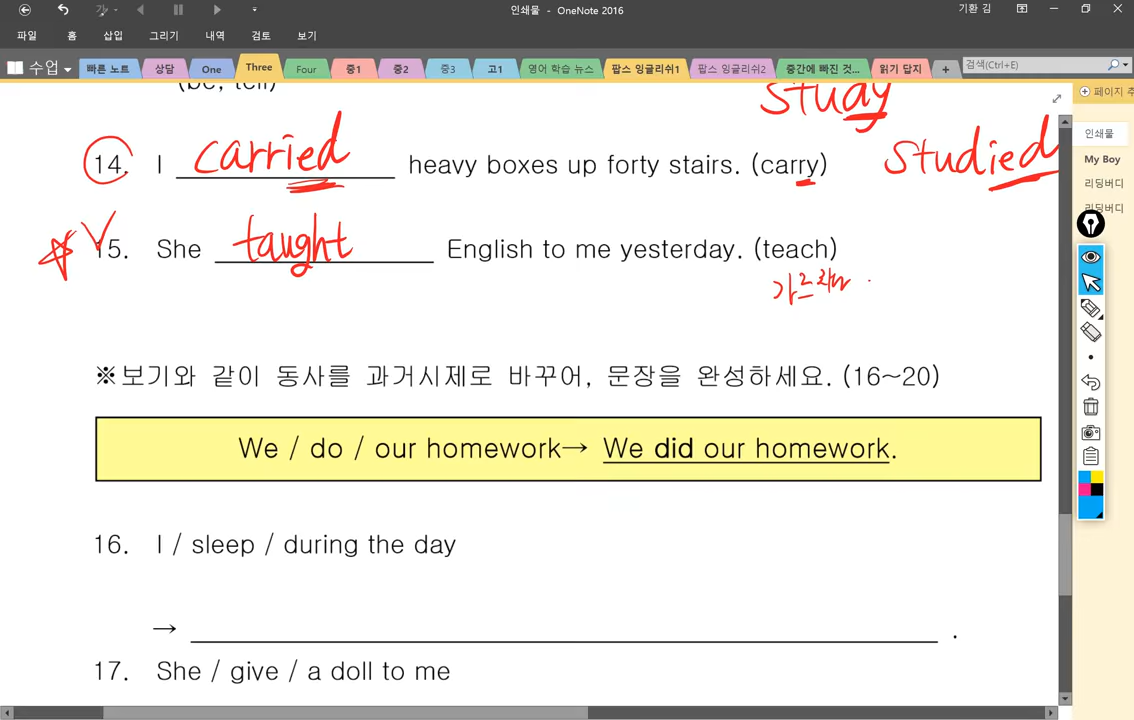 인쇄물 - OneNote 2016
기환 김
파일 홈 삽입 그리기 내역 검토 보기
수업 빠른 노트 상담 One Three Four 중1 중2 중3 고1 영어 학습 뉴스 팝스 잉글리쉬1 팝스 잉글리쉬2 중간에 빠진 것... 읽기 답지 + 검색(Ctrl+E)
(be, tell) study
페이지 추
14. I carried heavy boxes up forty stairs. (carry) studied
인쇄물
My Boy
리딩버디
리딩버디
15. She taught English to me yesterday. (teach)
※보기와 같이 동사를 과거시제로 바꾸어, 문장을 완성하세요. (16~20)
We / do / our homework→ We did our homework.
16. I / sleep / during the day
→ .
17. She / give / a doll to me